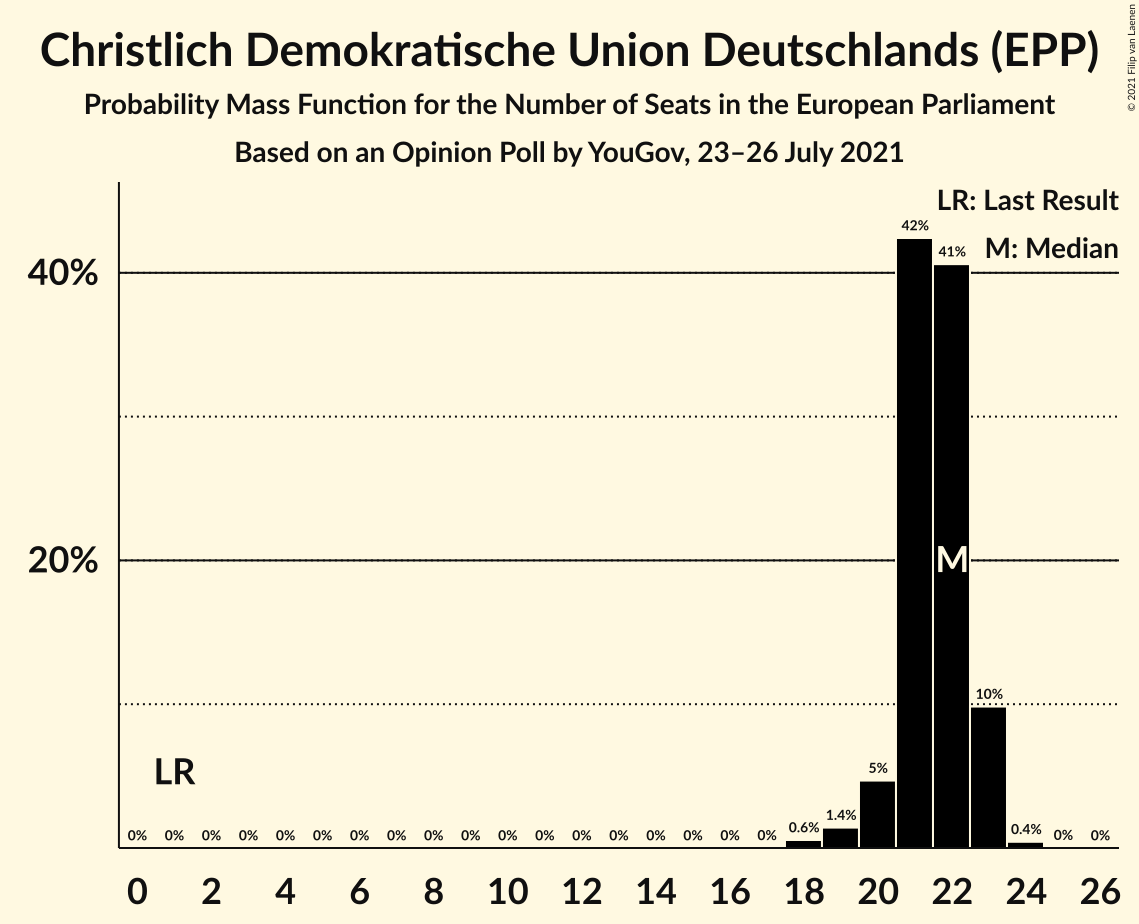 Christlich Demokratische Union Deutschlands (EPP)
Probability Mass Function for the Number of Seats in the European Parliament
Based on an Opinion Poll by YouGov, 23–26 July 2021
© 2021 Filip van Laenen
LR: Last Result
M: Median
42%
41%
40%
20%
M
10%
LR
5%
1.4%
0.6%
0.4%
0% 0% 0% 0% 0% 0% 0% 0% 0% 0% 0% 0% 0% 0% 0% 0% 0% 0% 0% 0%
0 2 4 6 8 10 12 14 16 18 20 22 24 26